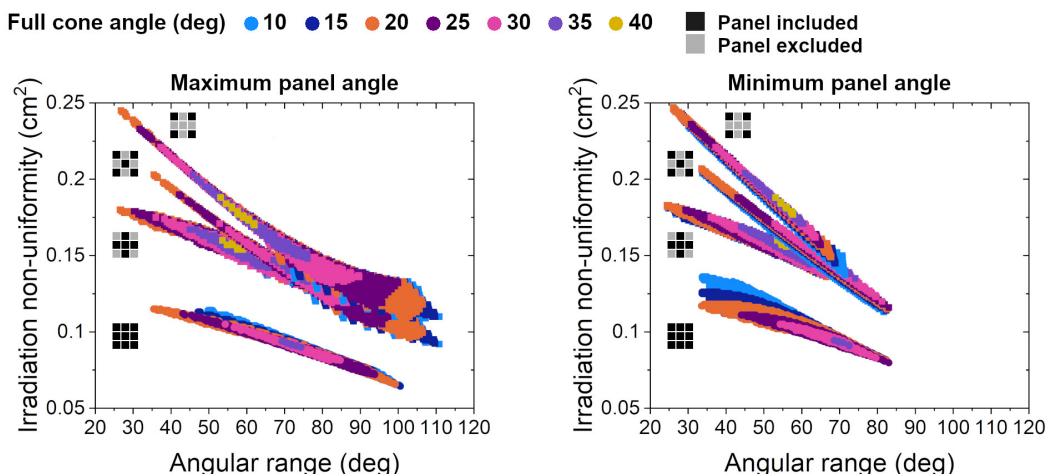 Full cone angle (deg) 10 15 20 25 30 35 40 Panel included
Panel excluded
Maximum panel angle
Irradiation non-uniformity (cm²)
0.25
0.2
0.15
0.1
0.05
20 30 40 50 60 70 80 90 100 110 120
Angular range (deg)
Minimum panel angle
Irradiation non-uniformity (cm²)
0.25
0.2
0.15
0.1
0.05
20 30 40 50 60 70 80 90 100 110 120
Angular range (deg)